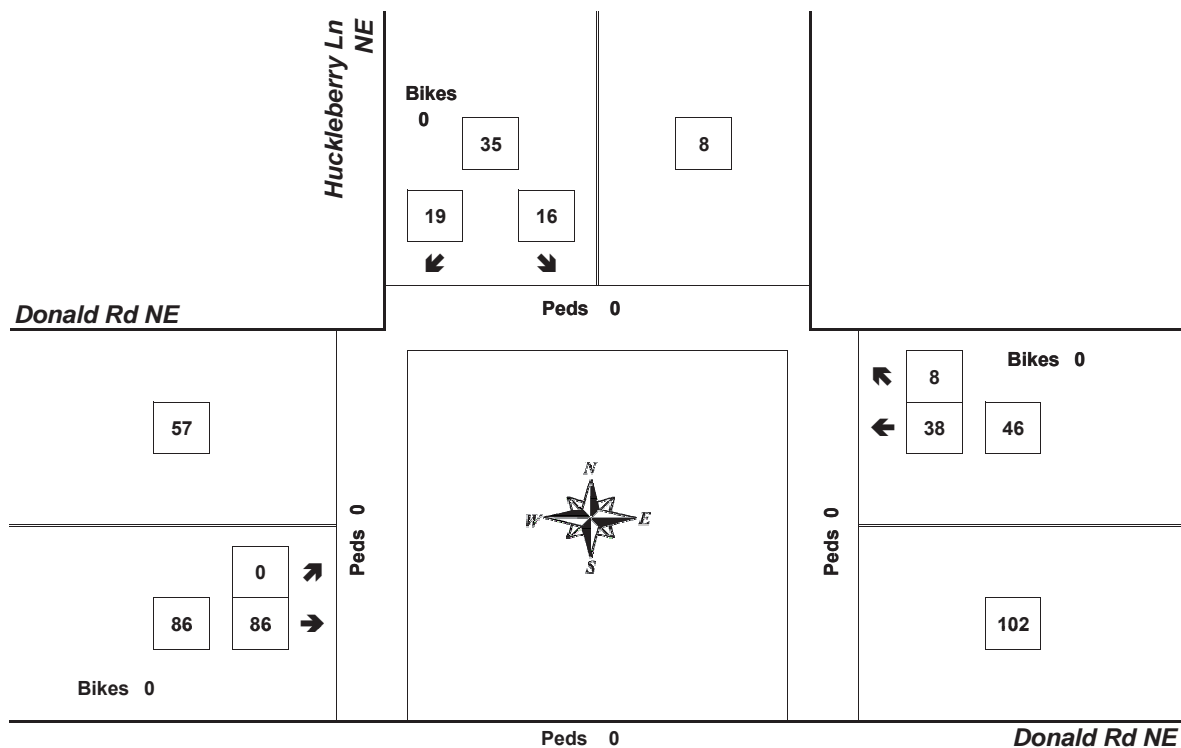 Huckleberry Ln
NE
Bikes
0
35
8
19
16
Peds 0
Donald Rd NE
8
Bikes 0
57
38
46
N
W
E
S
Peds 0
Peds 0
0
86
86
102
Bikes 0
Peds 0
Donald Rd NE